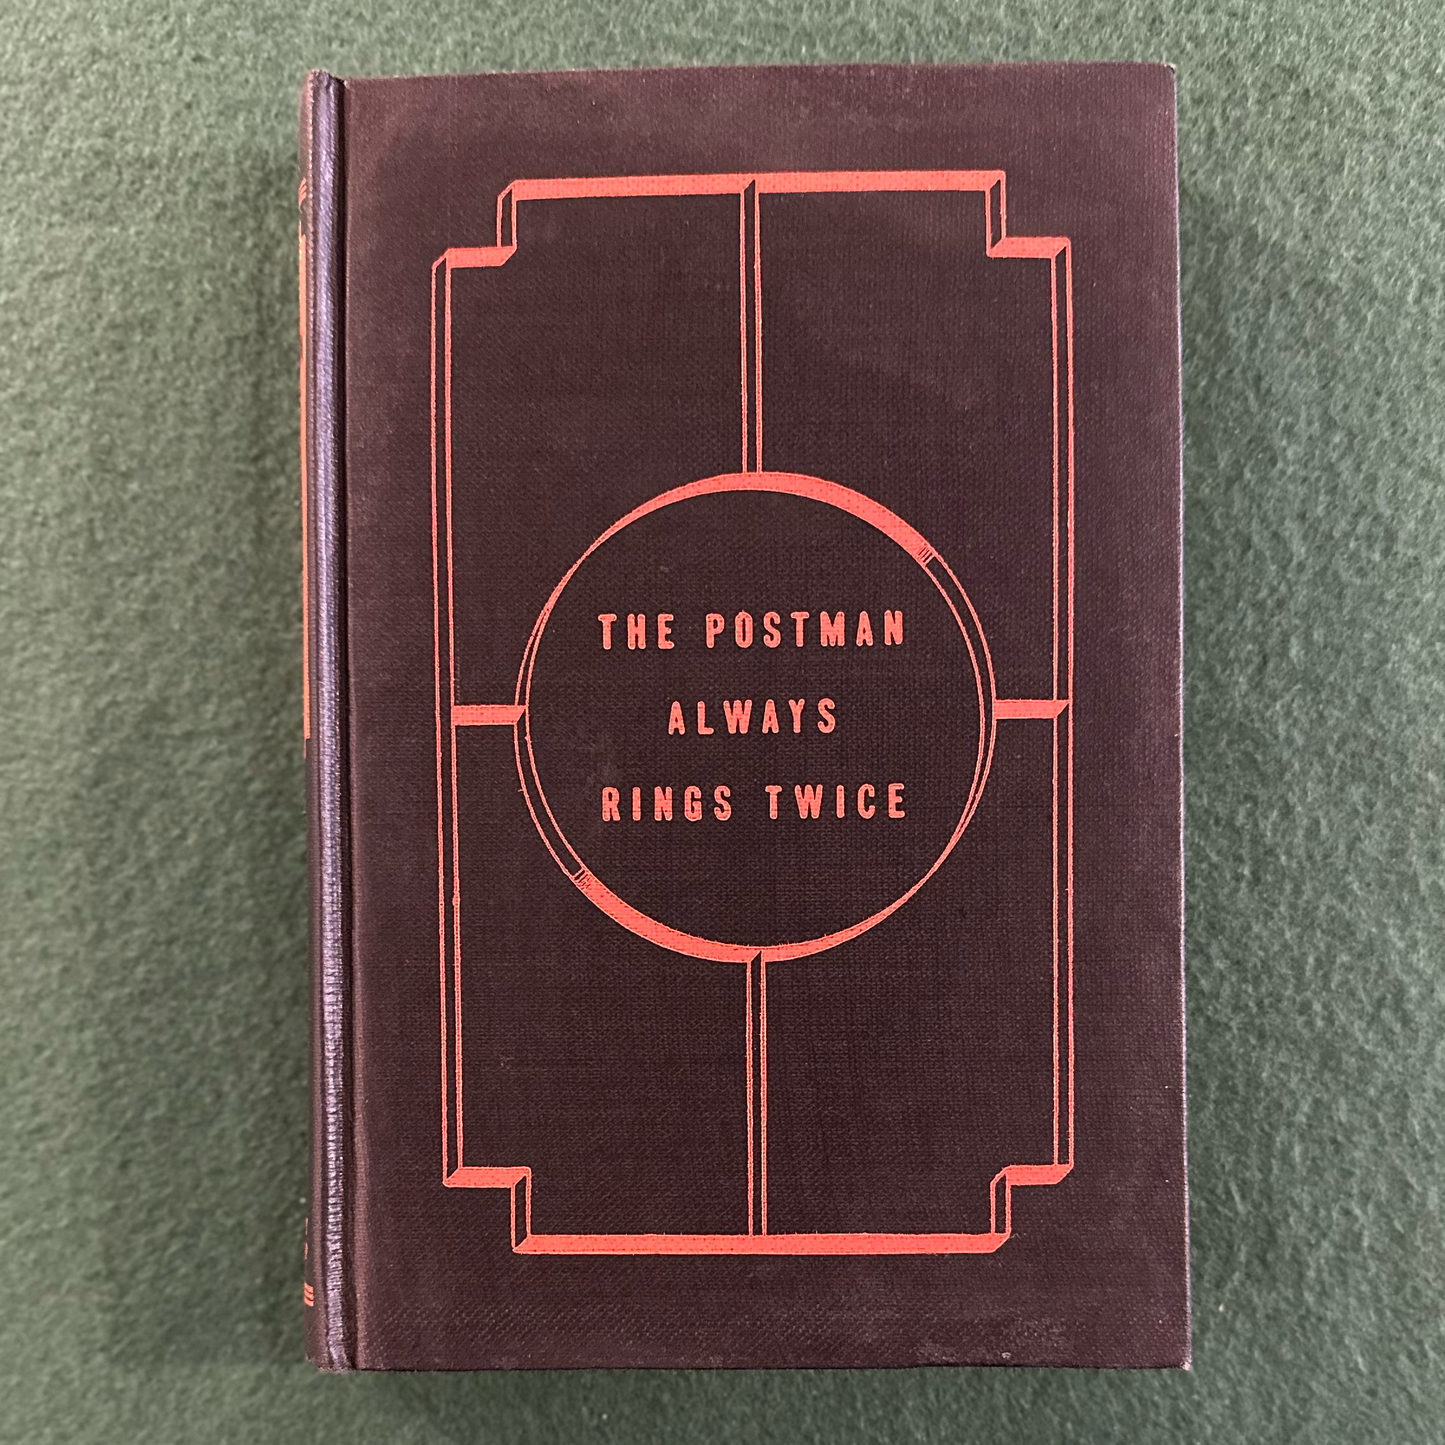 THE POSTMAN
ALWAYS
RINGS TWICE